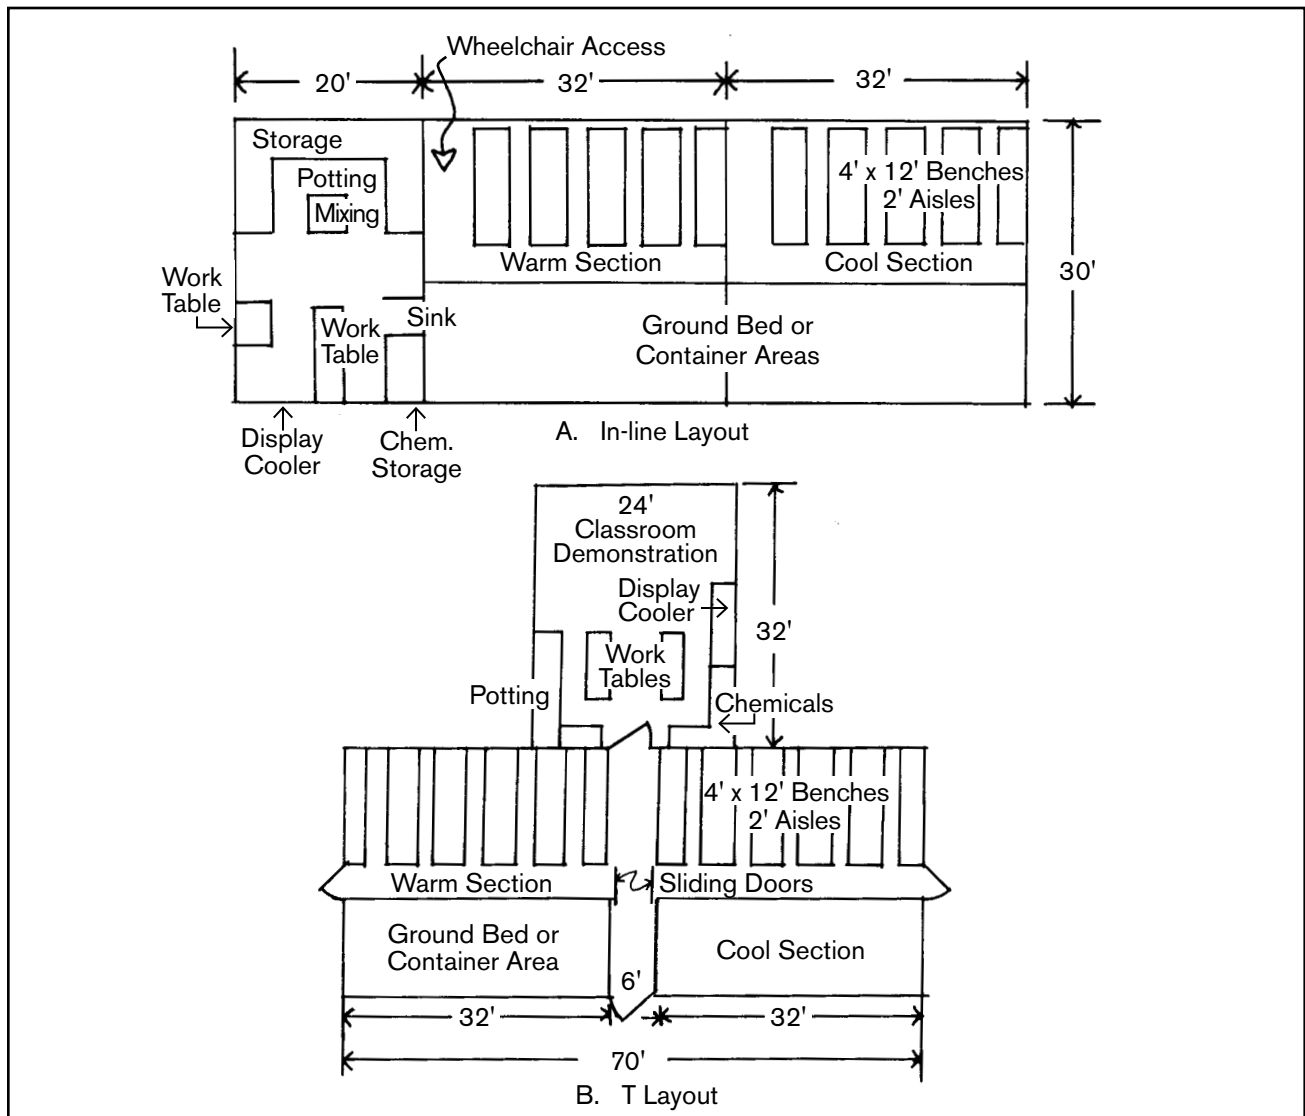 Wheelchair Access
20'
32'
32'
Storage
Potting
Mixing
4' x 12' Benches
2' Aisles
Warm Section
Cool Section
30'
Work
Table
Work
Table
Sink
Ground Bed or
Container Areas
Display
Cooler
Chem.
Storage
A. In-line Layout
24'
Classroom
Demonstration
Display
Cooler
32'
Work
Tables
Potting
Chemicals
4' x 12' Benches
2' Aisles
Warm Section
Sliding Doors
Ground Bed or
Container Area
Cool Section
6'
32'
32'
70'
B. T Layout